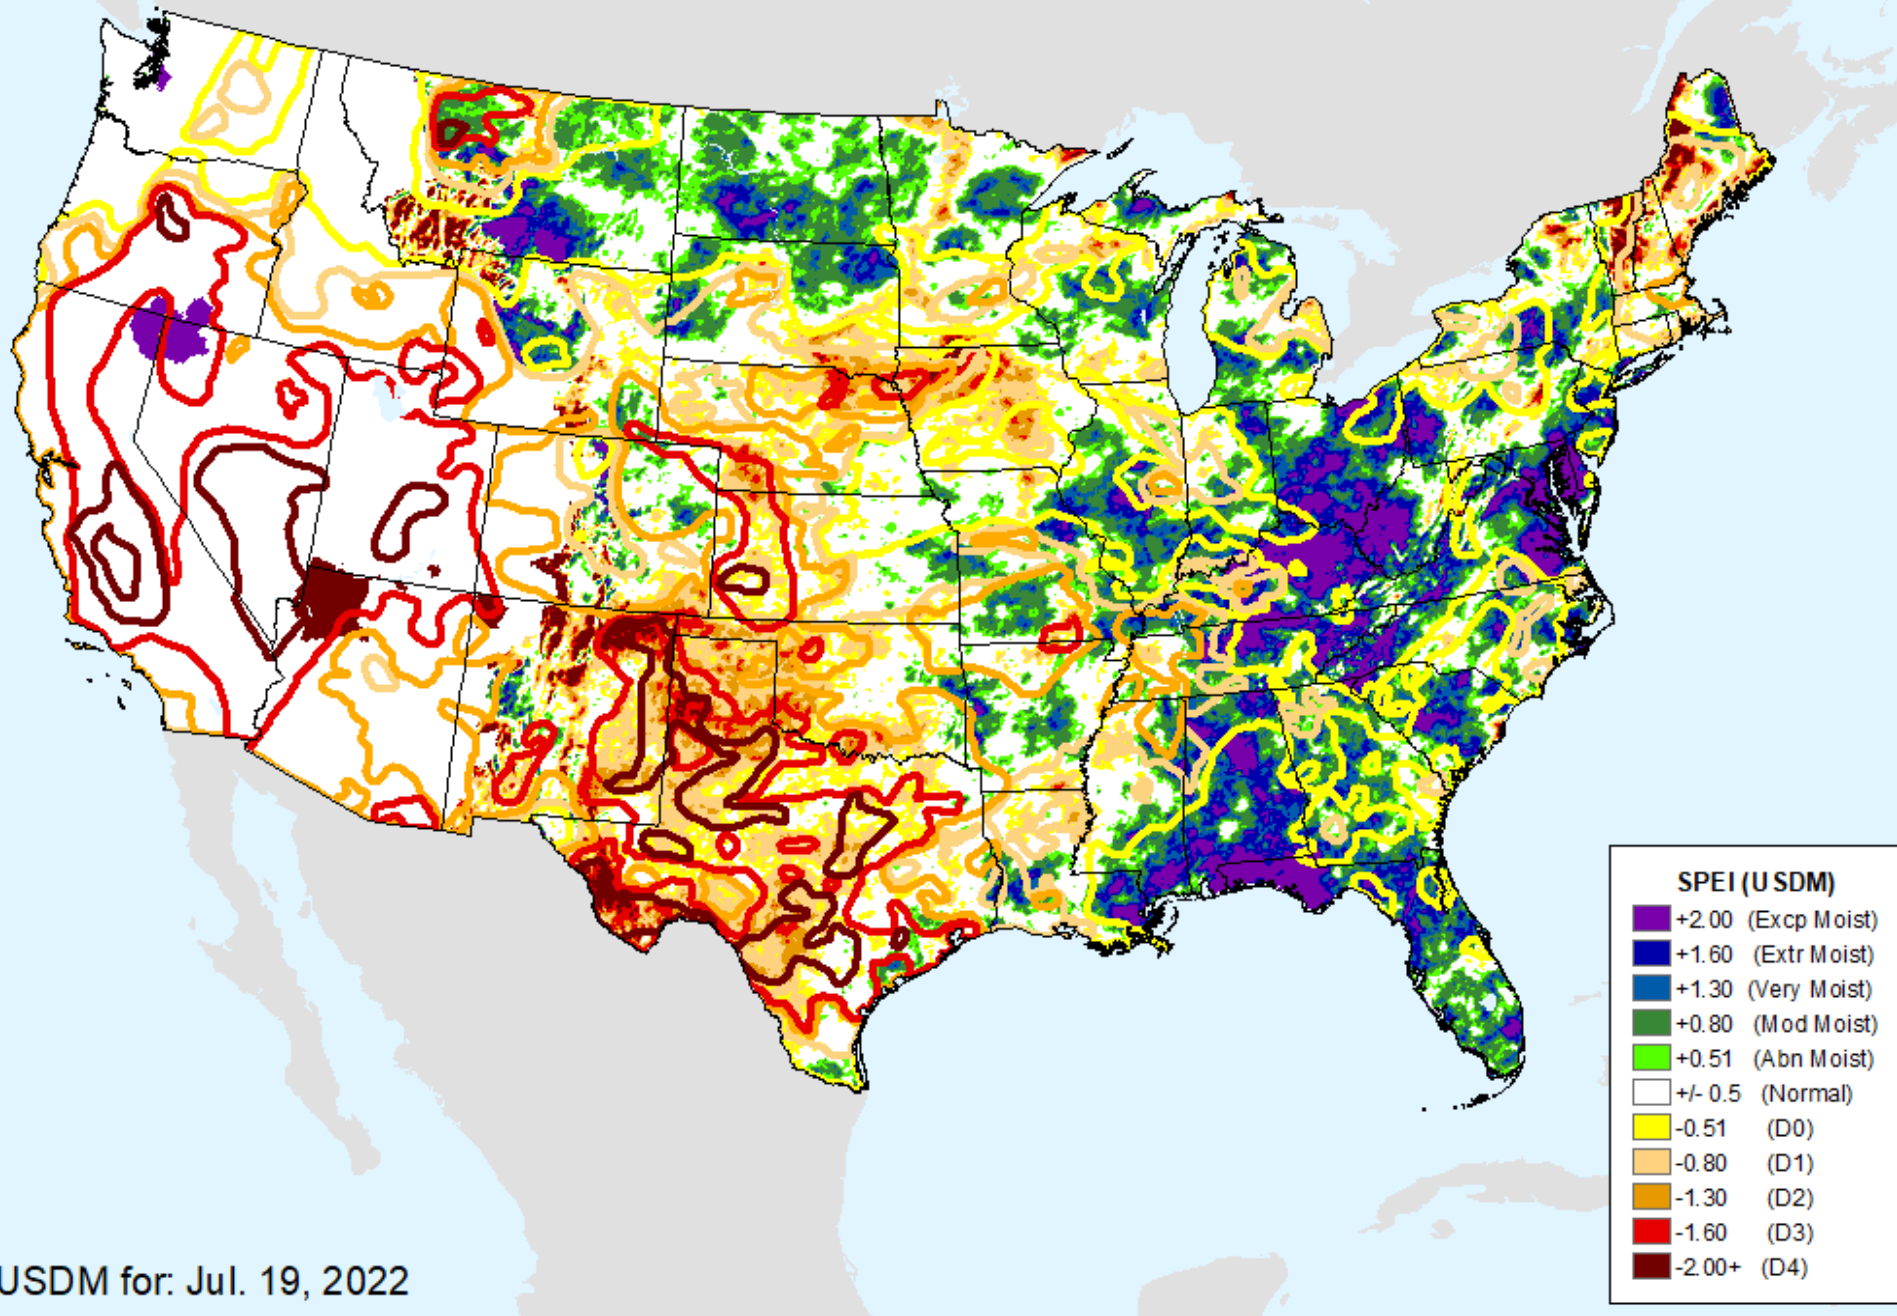 SPEI (USDM)
+2.00 (Excp Moist)
+1.60 (Extr Moist)
+1.30 (Very Moist)
+0.80 (Mod Moist)
+0.51 (Abn Moist)
+/- 0.5 (Normal)
-0.51 (D0)
-0.80 (D1)
-1.30 (D2)
-1.60 (D3)
-2.00+ (D4)
USDM for: Jul. 19, 2022